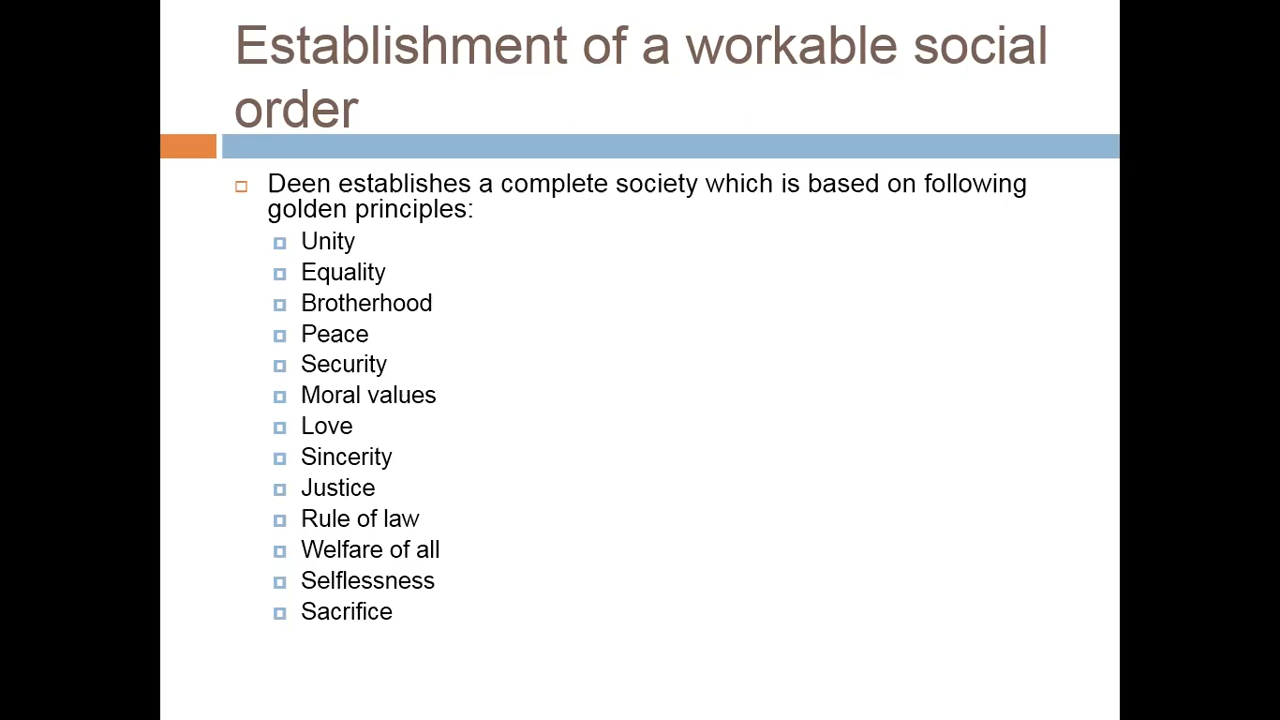 Establishment of a workable social
order
Deen establishes a complete society which is based on following
golden principles:
Unity
Equality
Brotherhood
Peace
Security
Moral values
Love
Sincerity
Justice
Rule of law
Welfare of all
Selflessness
Sacrifice